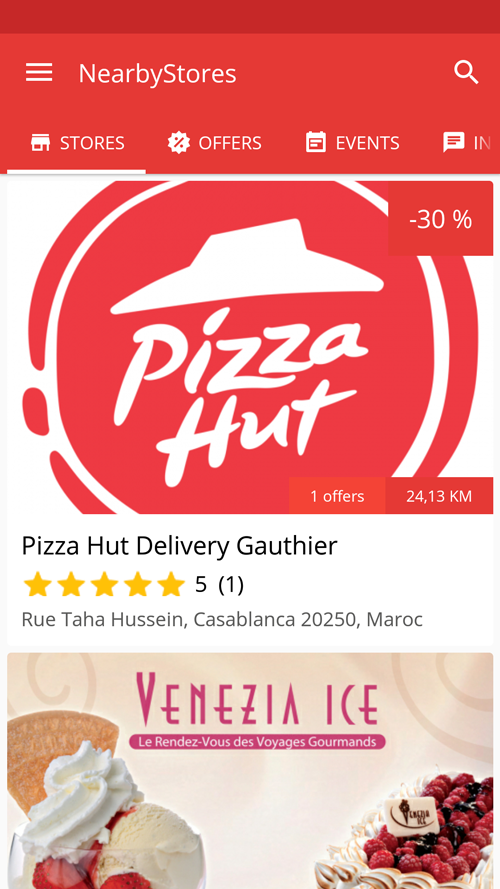 NearbyStores
STORES OFFERS EVENTS IN
-30 %
Pizza
Hut
1 offers 24,13 KM
Pizza Hut Delivery Gauthier
5 (1)
Rue Taha Hussein, Casablanca 20250, Maroc
VENEZIA ICE
Le Rendez-Vous des Voyages Gourmands
VENEZIA
ICE